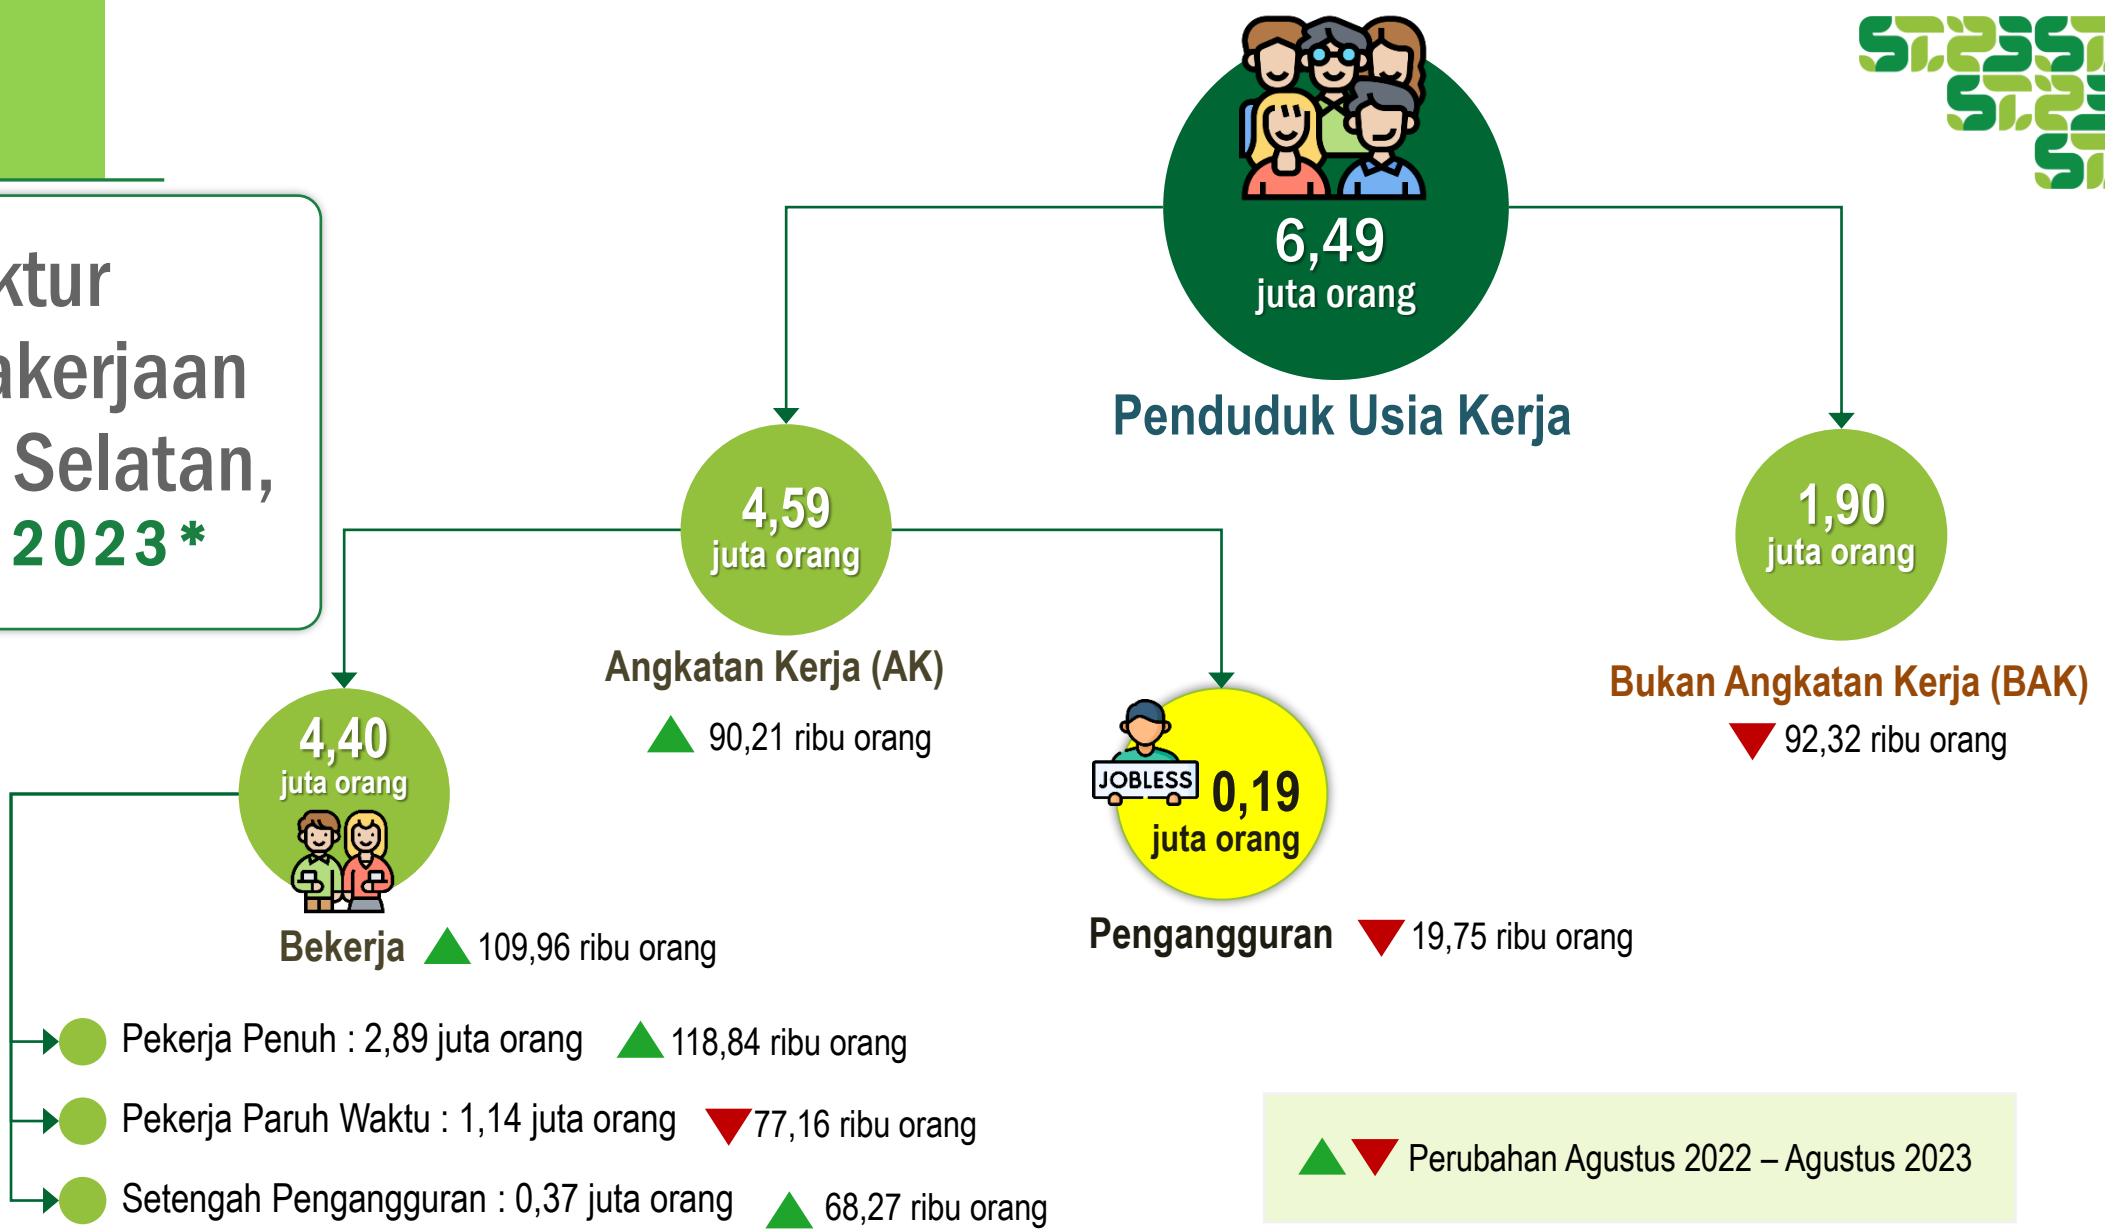 6,49
juta orang
Penduduk Usia Kerja
Selatan,
2023*
4,59
juta orang
Angkatan Kerja (AK)
90,21 ribu orang
1,90
juta orang
Bukan Angkatan Kerja (BAK)
92,32 ribu orang
4,40
juta orang
Bekerja
109,96 ribu orang
JOBLESS
0,19
juta orang
Pengangguran
19,75 ribu orang
Pekerja Penuh : 2,89 juta orang
118,84 ribu orang
Pekerja Paruh Waktu : 1,14 juta orang
77,16 ribu orang
Setengah Pengangguran : 0,37 juta orang
68,27 ribu orang
Perubahan Agustus 2022 – Agustus 2023